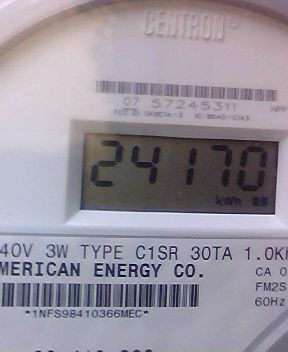 CENTRON®
07 57245311
24170
kWh
40V 3W TYPE C1SR 30TA 1.0K
MERICAN ENERGY CO.
CA 0
FM2S
60Hz
*1NFS98410366MEC*